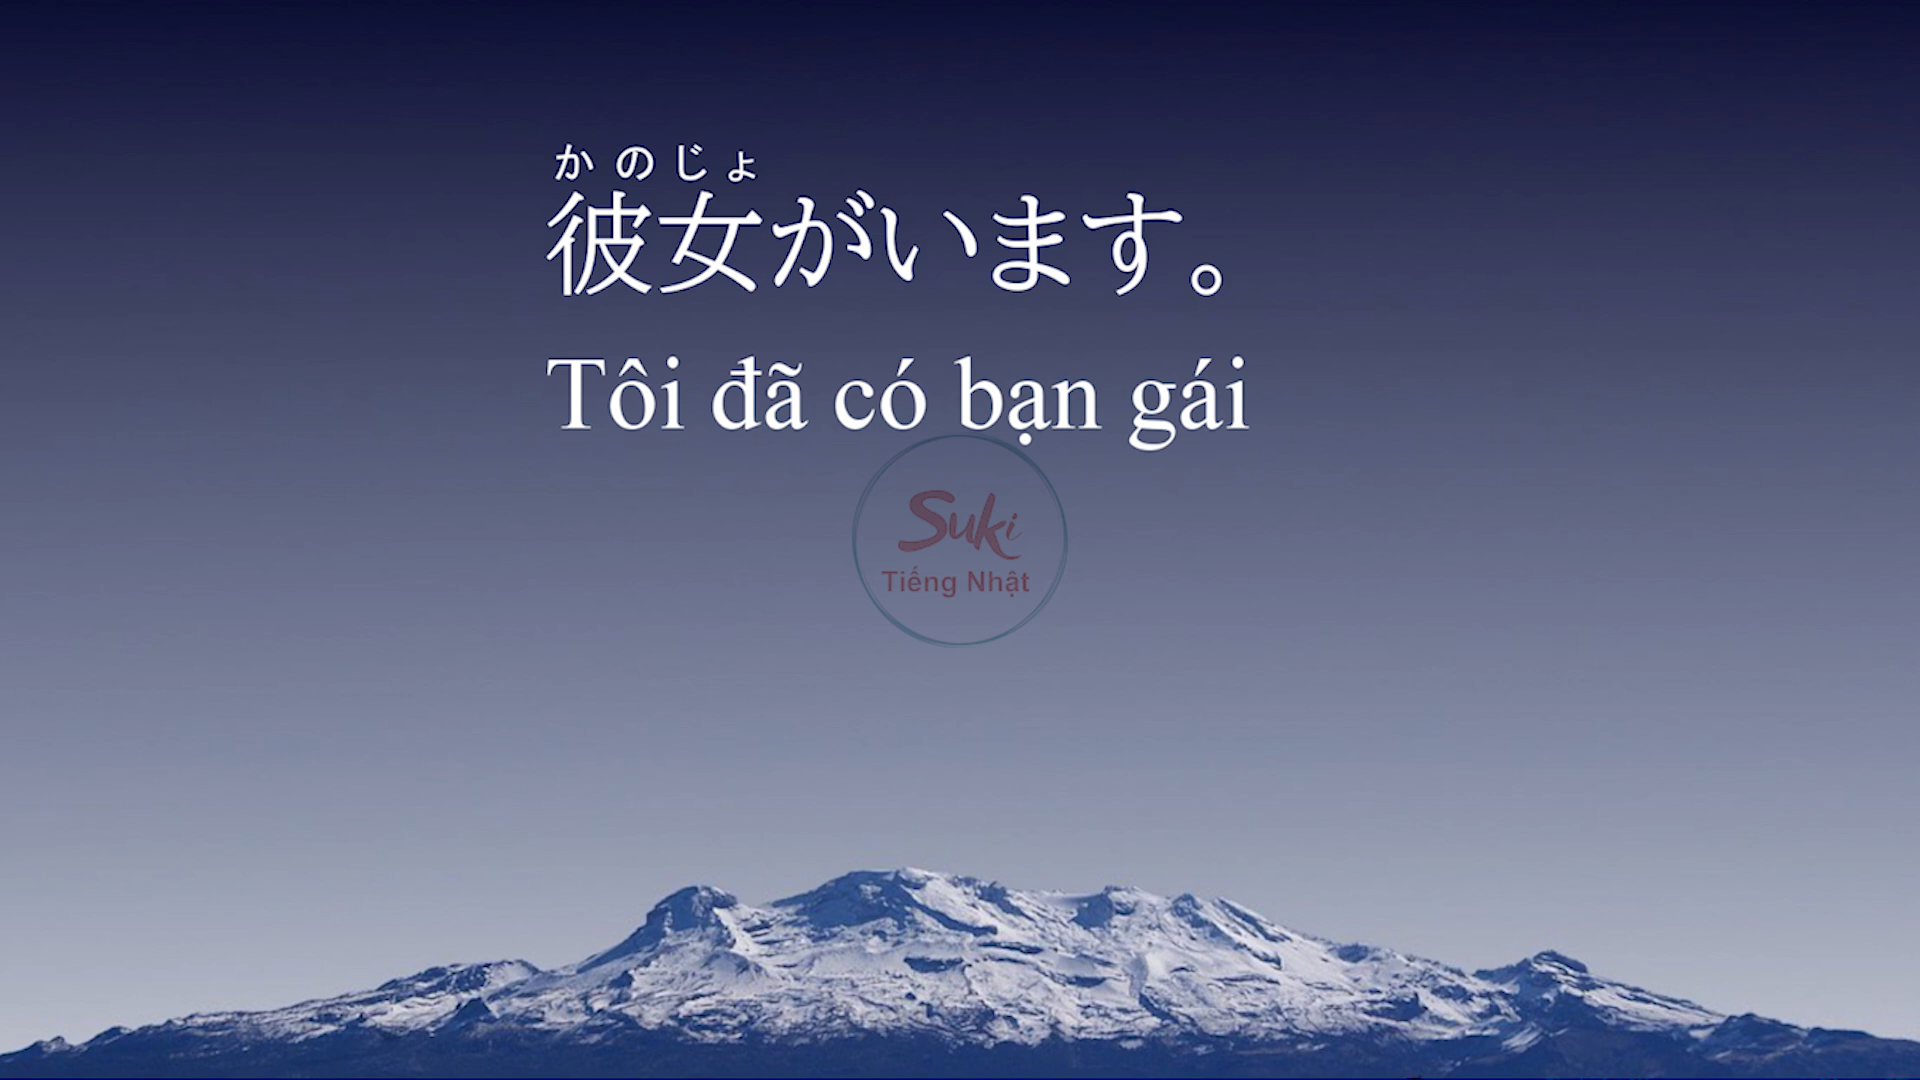 かのじょ
彼女がいます。
Tôi đã có bạn gái
Suki
Tiếng Nhật